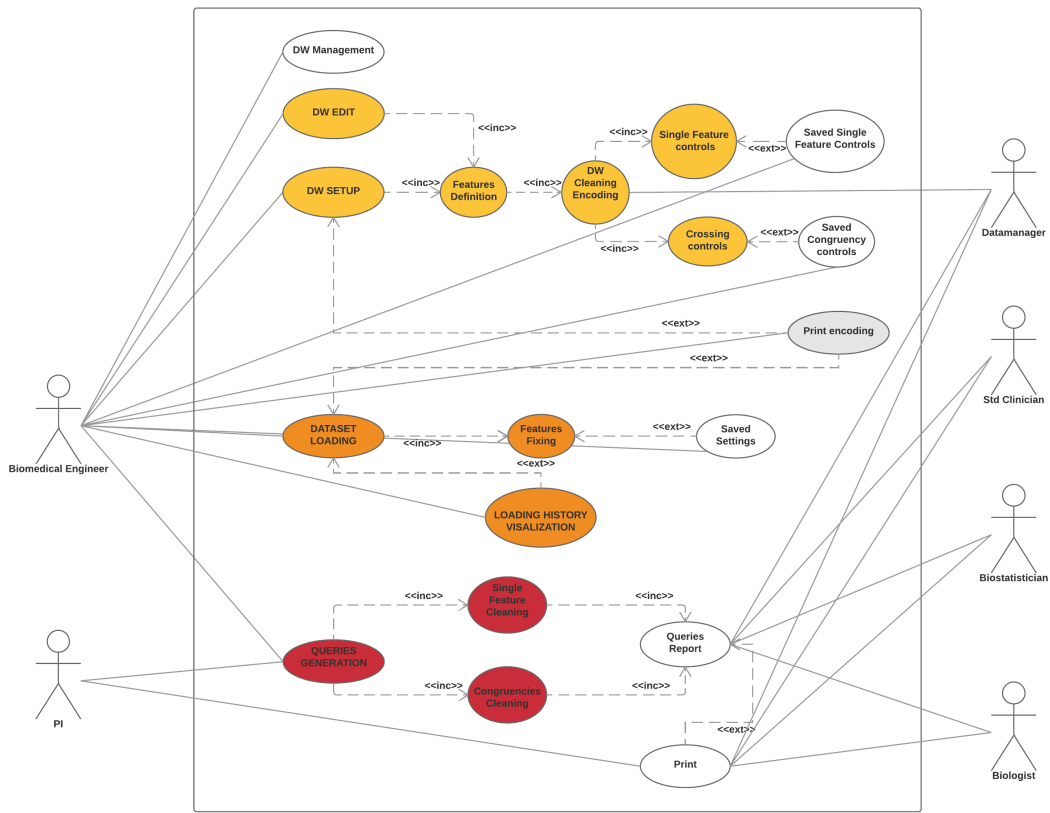 DW Management
DW EDIT
<<inc>>
DW SETUP
<<inc>>
Features
Definition
<<inc>>
DW
Cleaning
Encoding
<<inc>>
Single Feature
controls
<<ext>>
Saved Single
Feature Controls
<<inc>>
Crossing
controls
<<ext>>
Saved
Congruency
controls
Datamanager
<<ext>>
Print encoding
<<ext>>
Std Clinician
Biomedical Engineer
DATASET
LOADING
<<inc>>
Features
Fixing
<<ext>>
Saved
Settings
<<ext>>
LOADING HISTORY
VISALIZATION
Biostatistician
<<inc>>
Single
Feature
Cleaning
<<inc>>
QUERIES
GENERATION
Queries
Report
<<inc>>
Congruencies
Cleaning
<<inc>>
PI
<<ext>>
Print
Biologist